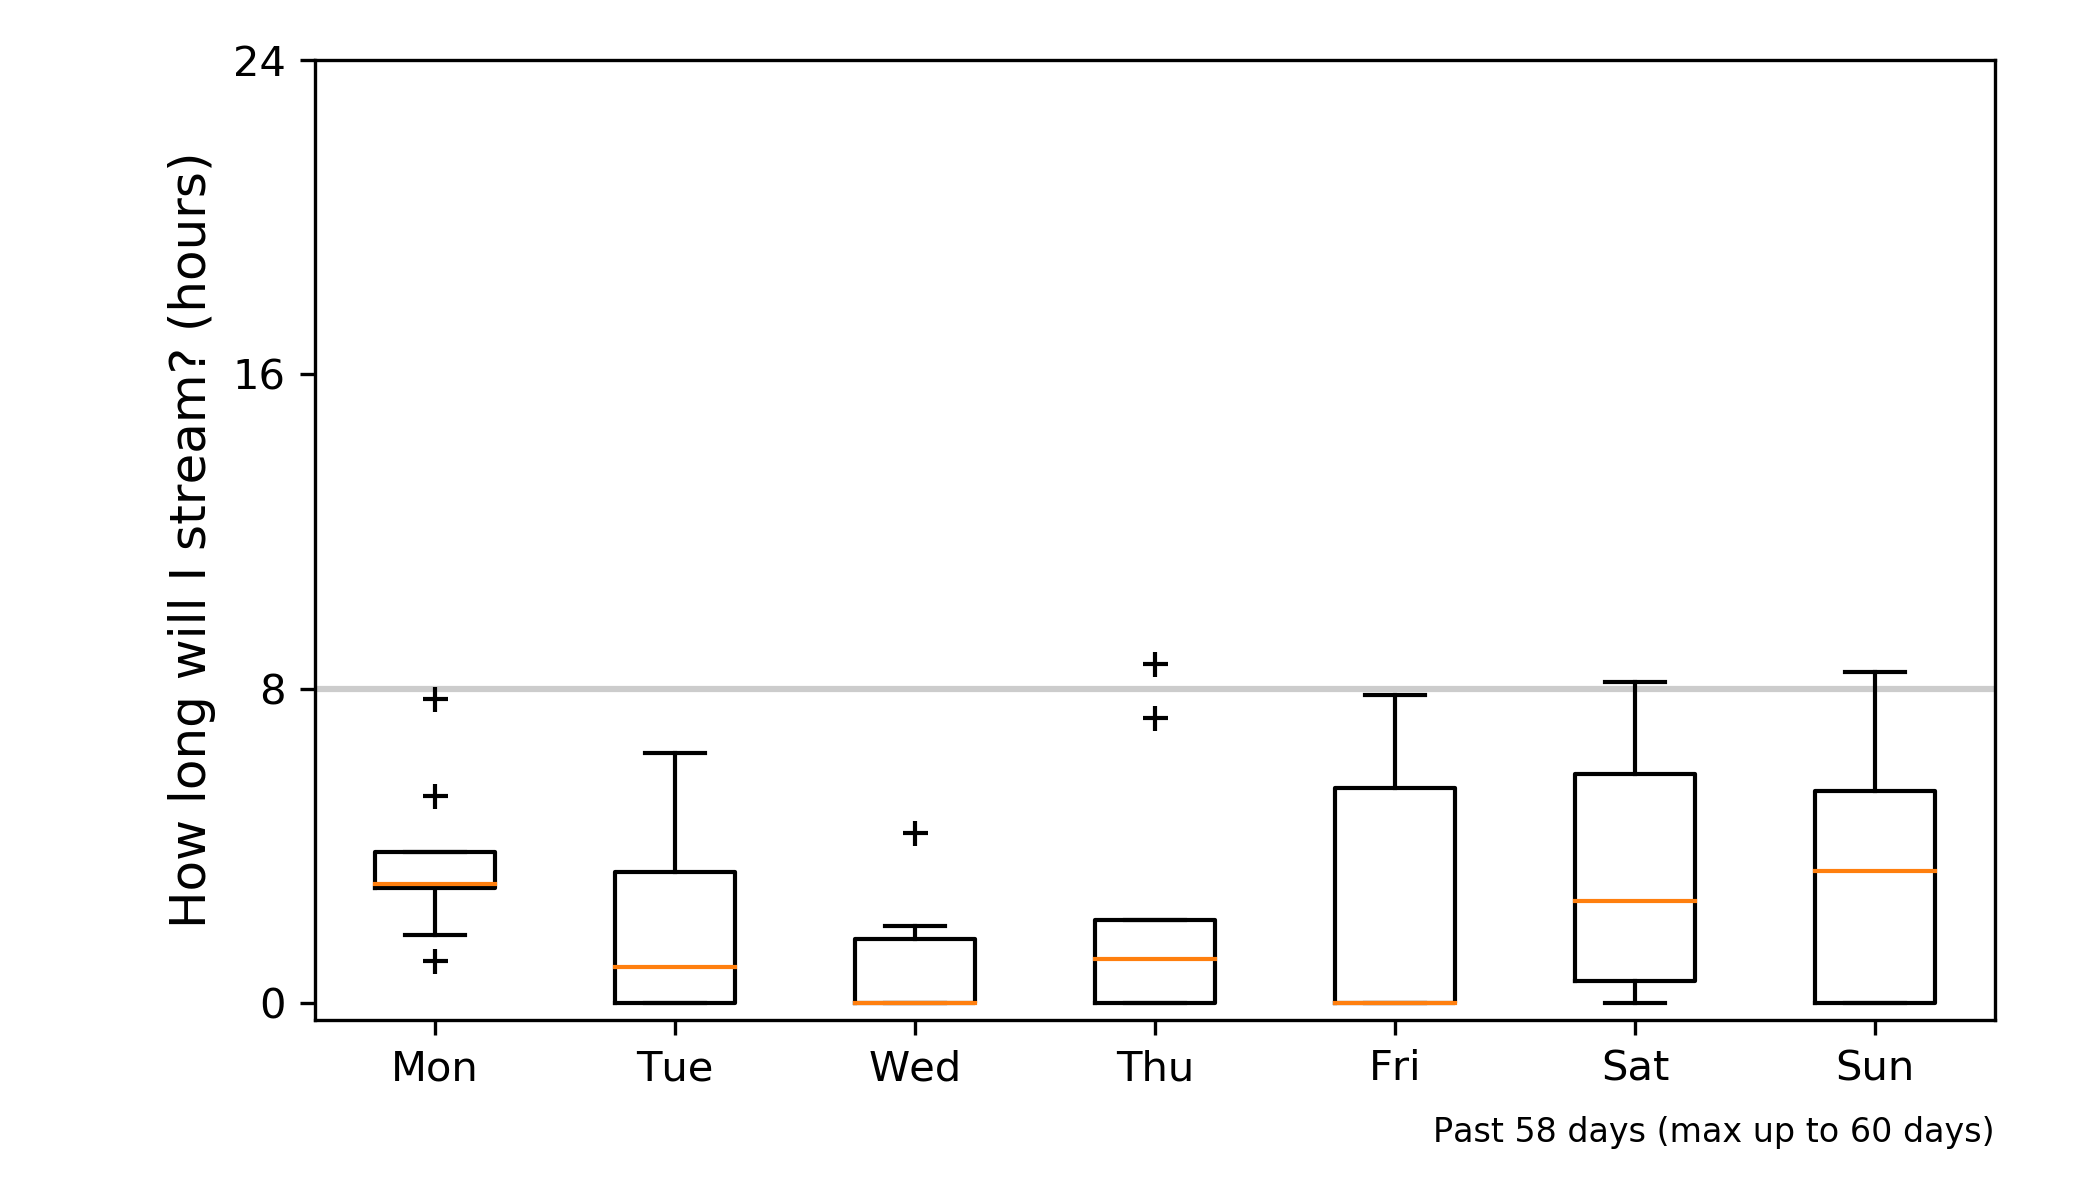 How long will I stream? (hours)
24
16
8
0
Mon Tue Wed Thu Fri Sat Sun
Past 58 days (max up to 60 days)